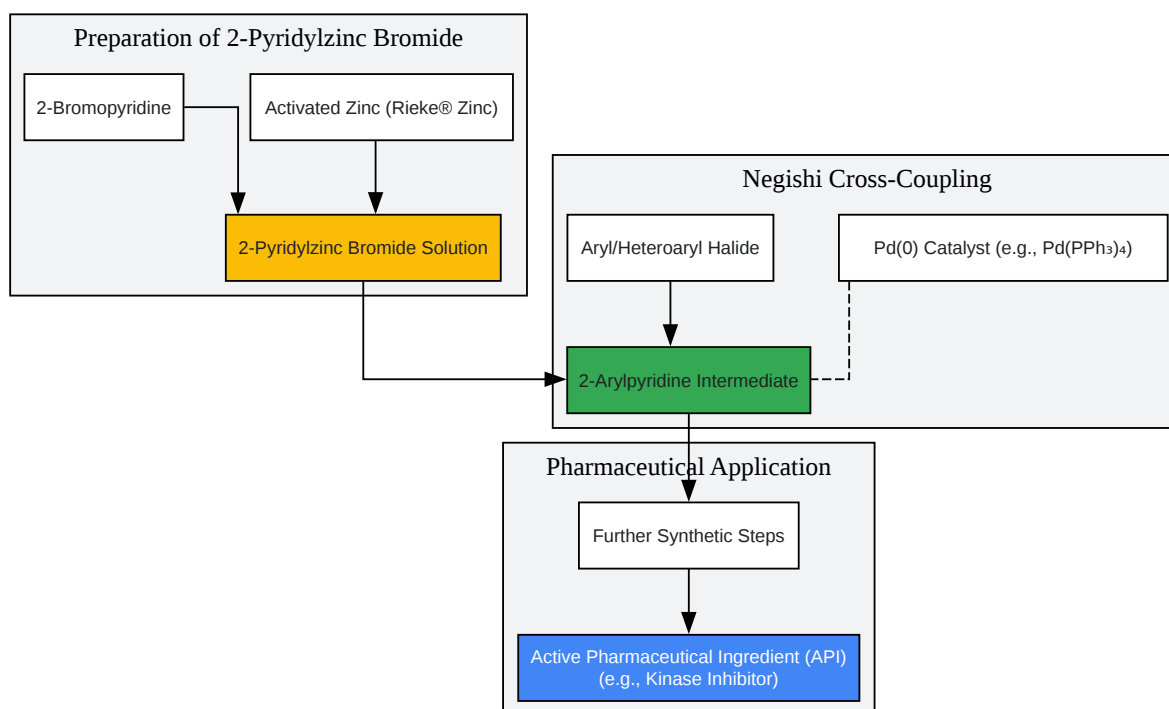 Preparation of 2-Pyridylzinc Bromide
2-Bromopyridine
Activated Zinc (Rieke® Zinc)
2-Pyridylzinc Bromide Solution
Negishi Cross-Coupling
Aryl/Heteroaryl Halide
Pd(0) Catalyst (e.g., Pd(PPh₃)₄)
2-Arylpyridine Intermediate
Pharmaceutical Application
Further Synthetic Steps
Active Pharmaceutical Ingredient (API)
(e.g., Kinase Inhibitor)